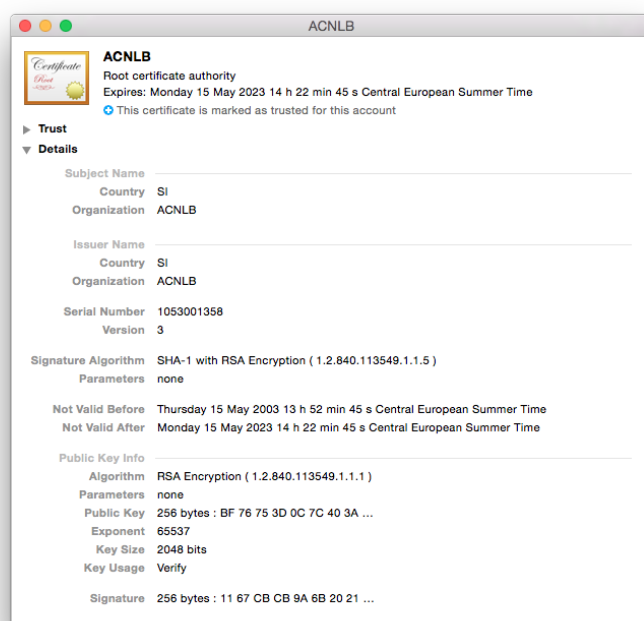 ACNLB
Certificate
Root
ACNLB
Root certificate authority
Expires: Monday 15 May 2023 14 h 22 min 45 s Central European Summer Time
This certificate is marked as trusted for this account
Trust
Details
Subject Name
Country SI
Organization ACNLB
Issuer Name
Country SI
Organization ACNLB
Serial Number 1053001358
Version 3
Signature Algorithm SHA-1 with RSA Encryption ( 1.2.840.113549.1.1.5 )
Parameters none
Not Valid Before Thursday 15 May 2003 13 h 52 min 45 s Central European Summer Time
Not Valid After Monday 15 May 2023 14 h 22 min 45 s Central European Summer Time
Public Key Info
Algorithm RSA Encryption ( 1.2.840.113549.1.1.1 )
Parameters none
Public Key 256 bytes : BF 76 75 3D 0C 7C 40 3A ...
Exponent 65537
Key Size 2048 bits
Key Usage Verify
Signature 256 bytes : 11 67 CB CB 9A 6B 20 21 ...